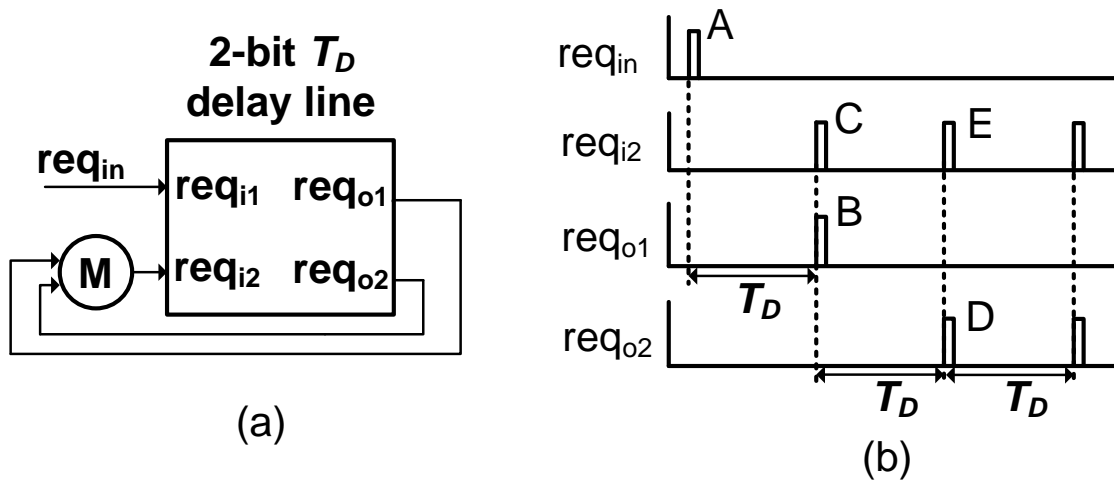 2-bit T_D
delay line
req_in
req_i1 req_o1
M req_i2 req_o2
(a)
req_in A
req_i2 C E
req_o1 B
T_D
req_o2 D
T_D T_D
(b)